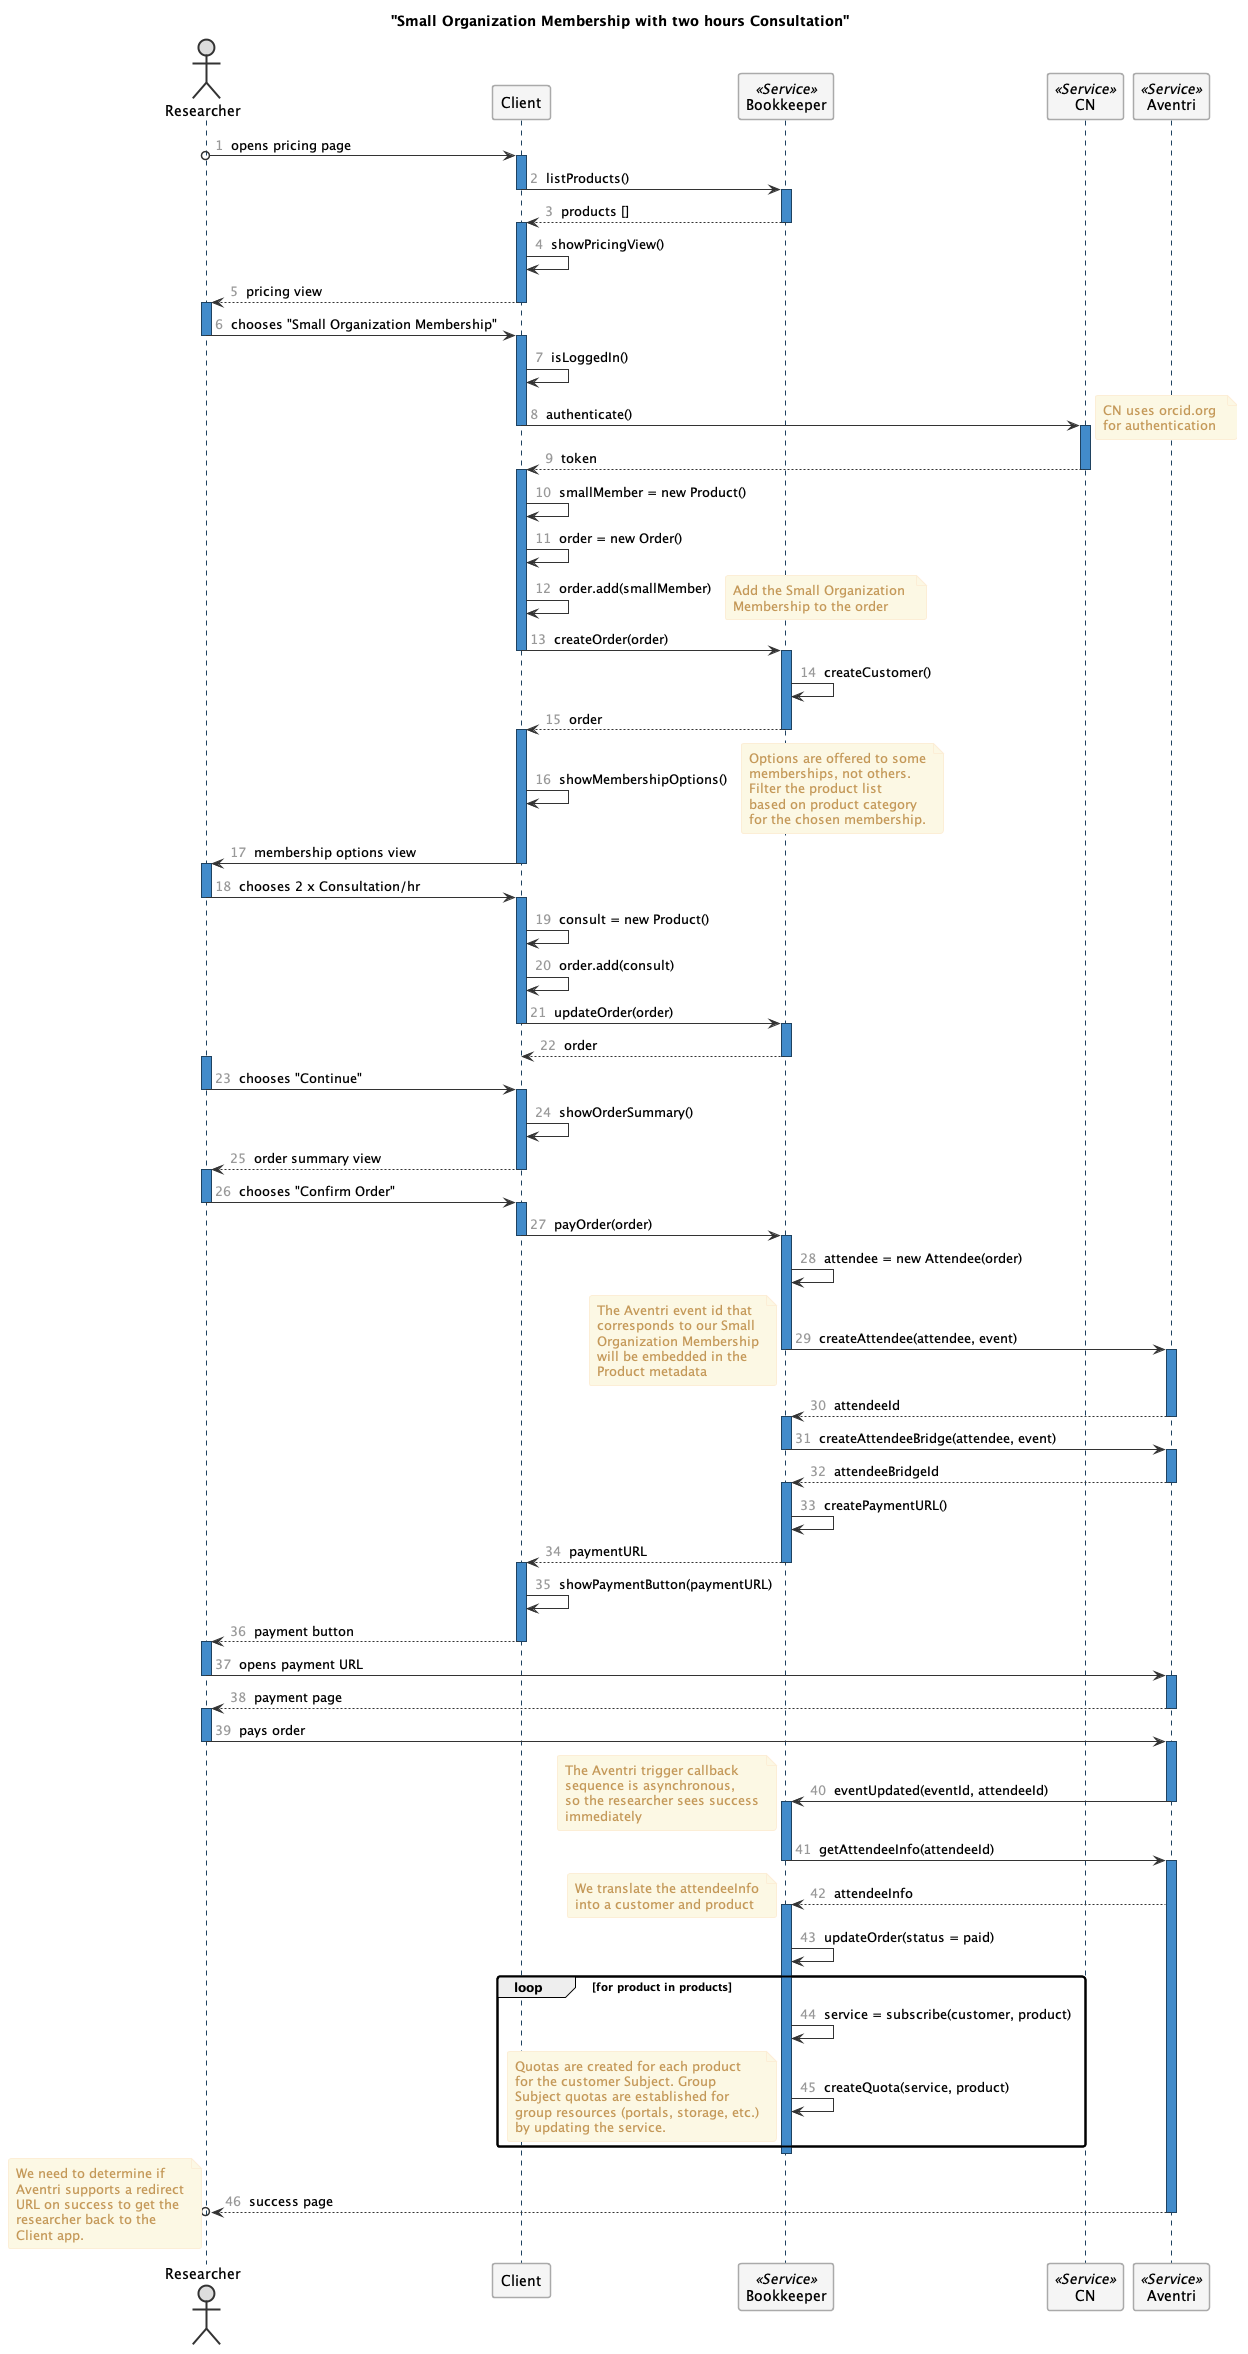 "Small Organization Membership with two hours Consultation"
Researcher
Client
«Service»
Bookkeeper
«Service»
CN
«Service»
Aventri
1 opens pricing page
2 listProducts()
3 products []
4 showPricingView()
5 pricing view
6 chooses "Small Organization Membership"
7 isLoggedIn()
8 authenticate()
CN uses orcid.org
for authentication
9 token
10 smallMember = new Product()
11 order = new Order()
12 order.add(smallMember)
Add the Small Organization
Membership to the order
13 createOrder(order)
14 createCustomer()
15 order
16 showMembershipOptions()
Options are offered to some
memberships, not others.
Filter the product list
based on product category
for the chosen membership.
17 membership options view
18 chooses 2 x Consultation/hr
19 consult = new Product()
20 order.add(consult)
21 updateOrder(order)
22 order
23 chooses "Continue"
24 showOrderSummary()
25 order summary view
26 chooses "Confirm Order"
27 payOrder(order)
28 attendee = new Attendee(order)
The Aventri event id that
corresponds to our Small
Organization Membership
will be embedded in the
Product metadata
29 createAttendee(attendee, event)
30 attendeeId
31 createAttendeeBridge(attendee, event)
32 attendeeBridgeId
33 createPaymentURL()
34 paymentURL
35 showPaymentButton(paymentURL)
36 payment button
37 opens payment URL
38 payment page
39 pays order
The Aventri trigger callback
sequence is asynchronous,
so the researcher sees success
immediately
40 eventUpdated(eventId, attendeeId)
41 getAttendeeInfo(attendeeId)
We translate the attendeeInfo
into a customer and product
42 attendeeInfo
43 updateOrder(status = paid)
loop [for product in products]
44 service = subscribe(customer, product)
Quotas are created for each product
for the customer Subject. Group
Subject quotas are established for
group resources (portals, storage, etc.)
by updating the service.
45 createQuota(service, product)
We need to determine if
Aventri supports a redirect
URL on success to get the
researcher back to the
Client app.
46 success page
Researcher
Client
«Service»
Bookkeeper
«Service»
CN
«Service»
Aventri